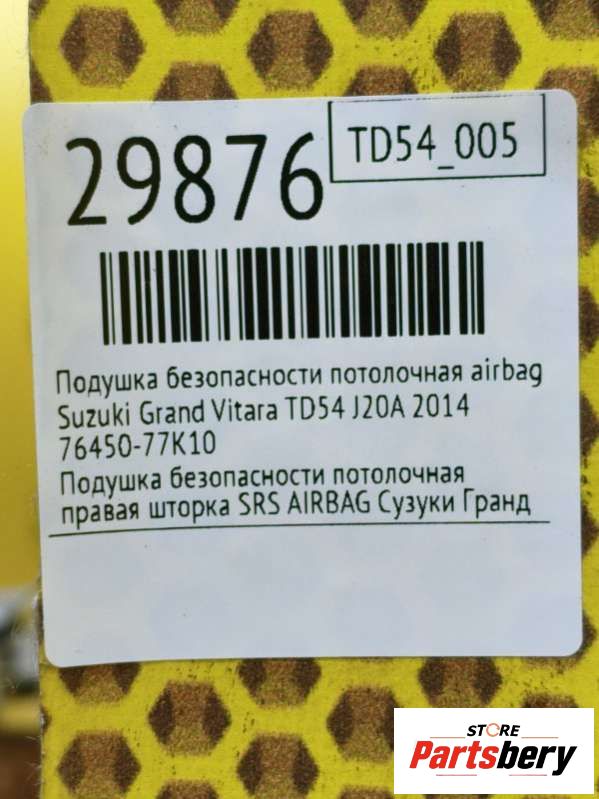 29876
TD54_005
Подушка безопасности потолочная airbag
Suzuki Grand Vitara TD54 J20A 2014
76450-77K10
Подушка безопасности потолочная
правая шторка SRS AIRBAG Сузуки Гранд
STORE
Partsbery